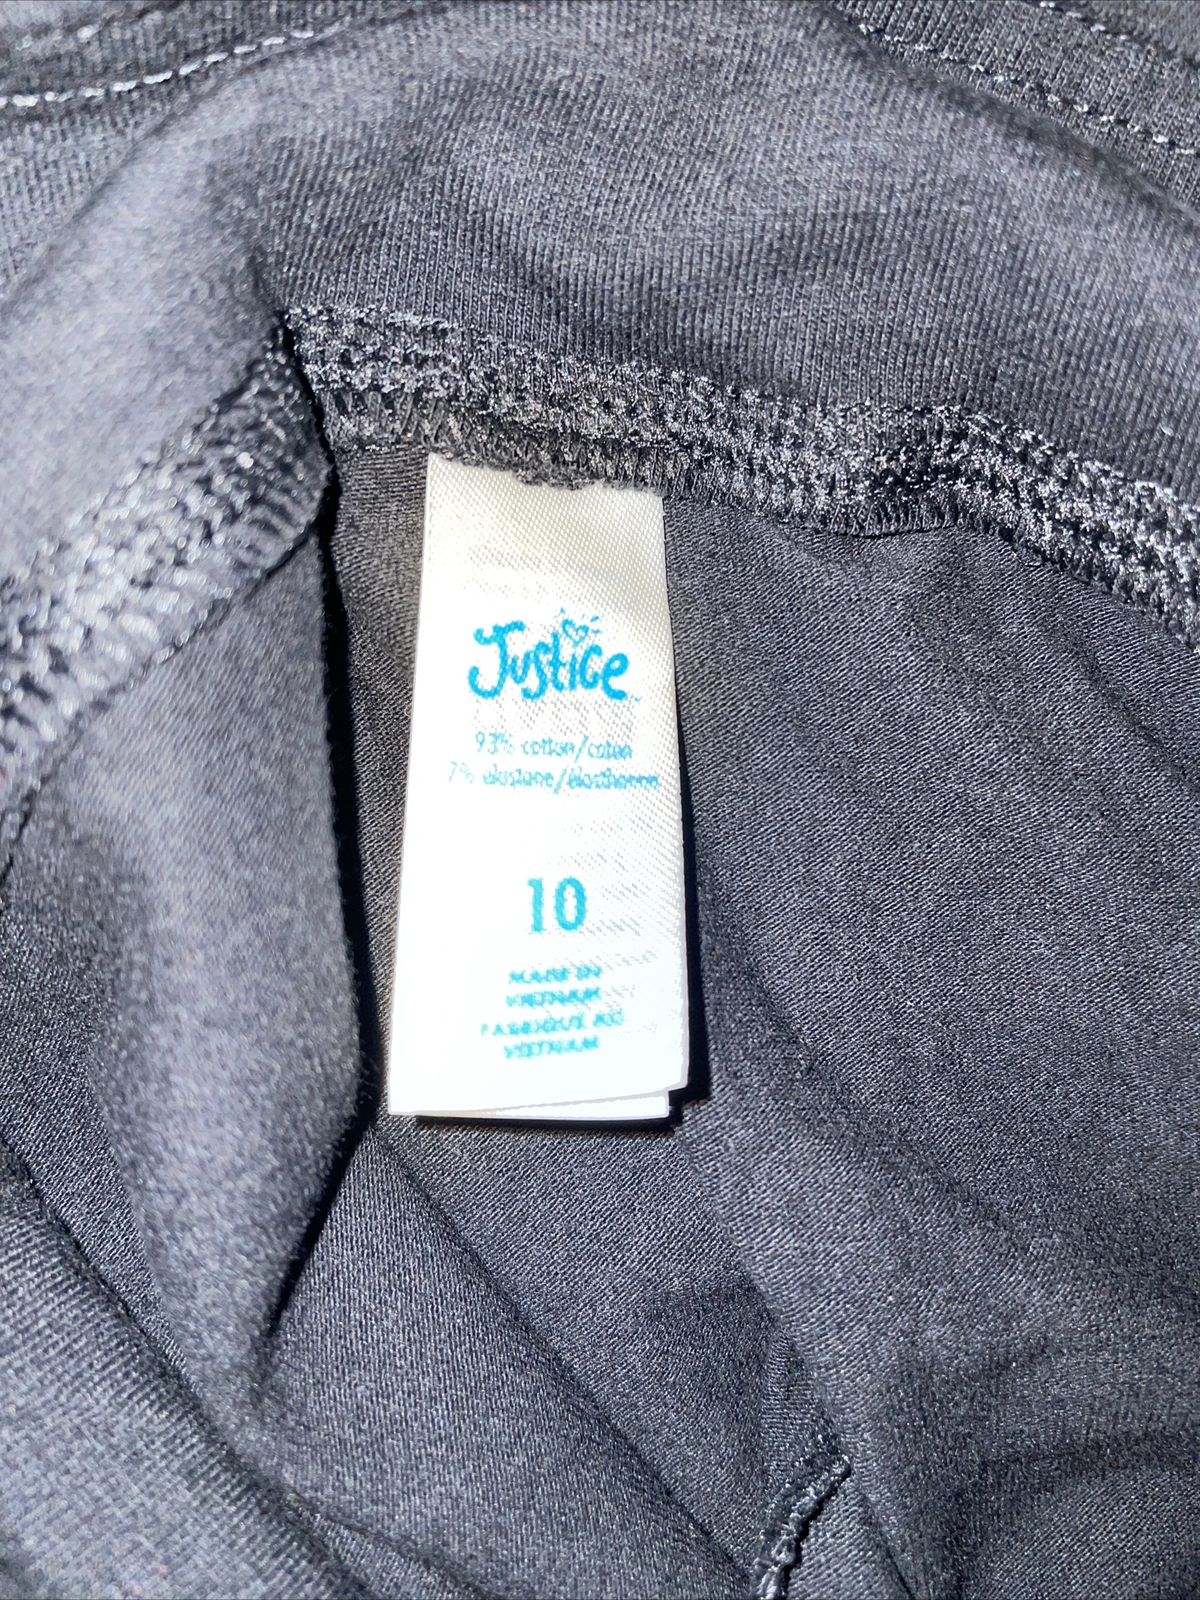 Justice
93% cotton/coton
7% elastane/élasthanne
10
MADE IN
VIETNAM
FABRIQUÉ AU
VIETNAM